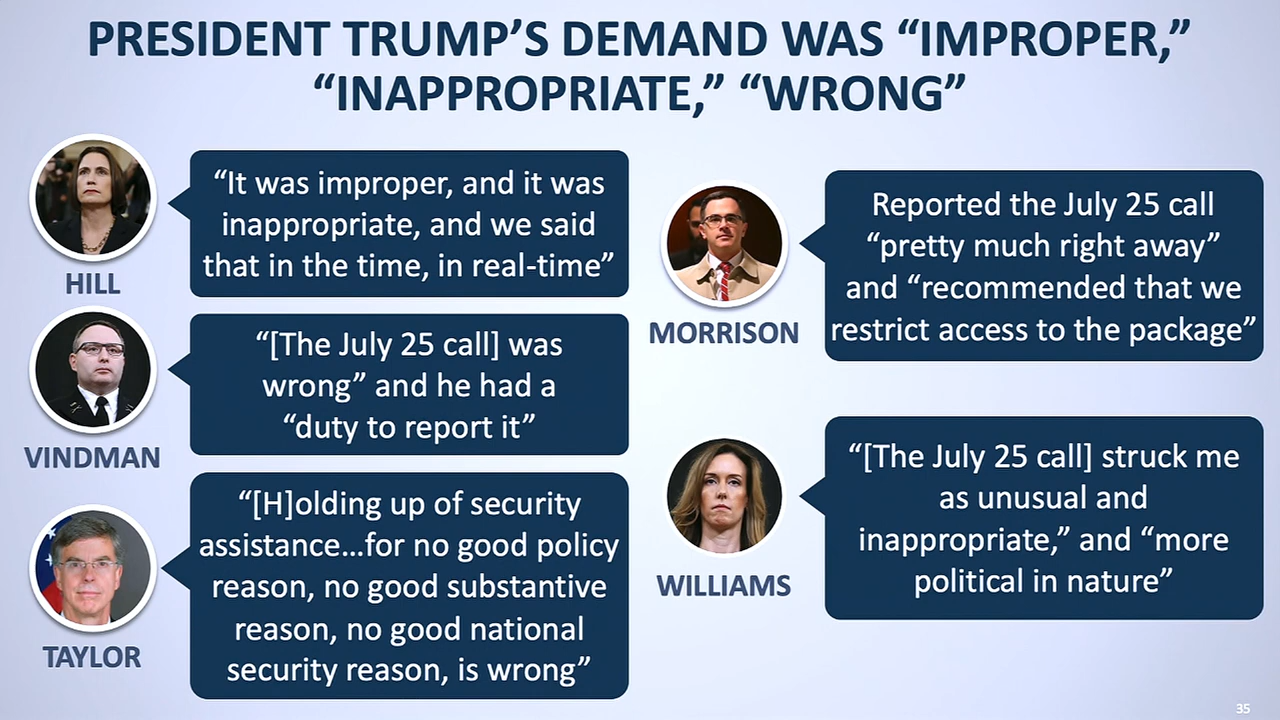 PRESIDENT TRUMP’S DEMAND WAS “IMPROPER,”
“INAPPROPRIATE,” “WRONG”
“It was improper, and it was
inappropriate, and we said
that in the time, in real-time”
HILL
“[The July 25 call] was
wrong” and he had a
“duty to report it”
VINDMAN
“[H]olding up of security
assistance…for no good policy
reason, no good substantive
reason, no good national
security reason, is wrong”
TAYLOR
Reported the July 25 call
“pretty much right away”
and “recommended that we
restrict access to the package”
MORRISON
“[The July 25 call] struck me
as unusual and
inappropriate,” and “more
political in nature”
WILLIAMS
35